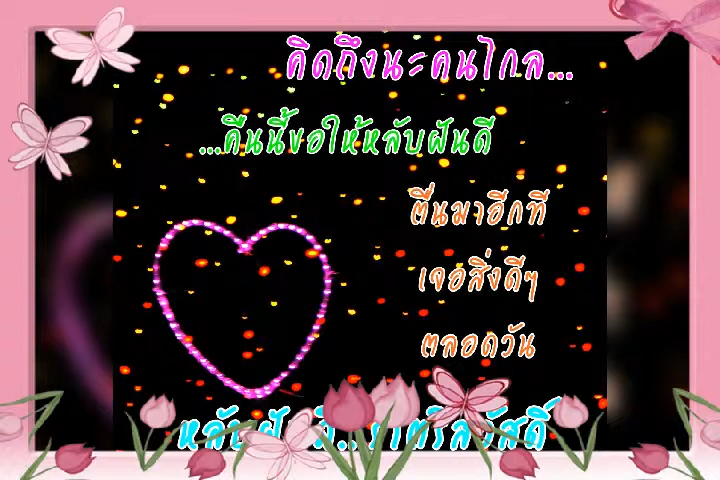 คิดถึงนะคนไกล...
...คืนนี้ขอให้หลับฝันดี
ตื่นมาอีกที
เจอสิ่งดีๆ
ตลอดวัน